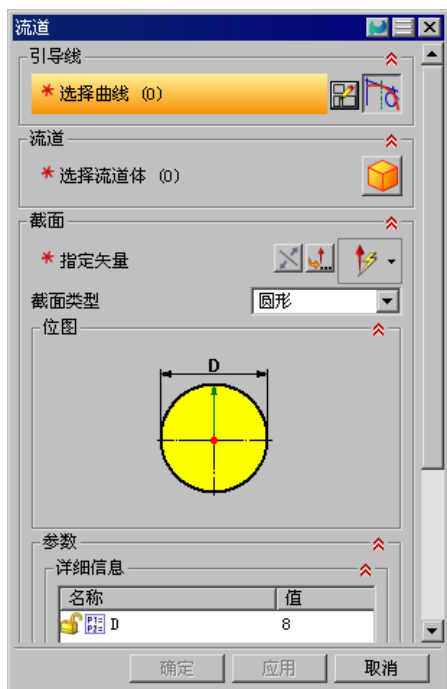 流道
引导线
* 选择曲线 (0)
流道
* 选择流道体 (0)
截面
* 指定矢量
截面类型 圆形
位图
D
参数
详细信息
名称 值
P1= P2= D 8
确定 应用 取消